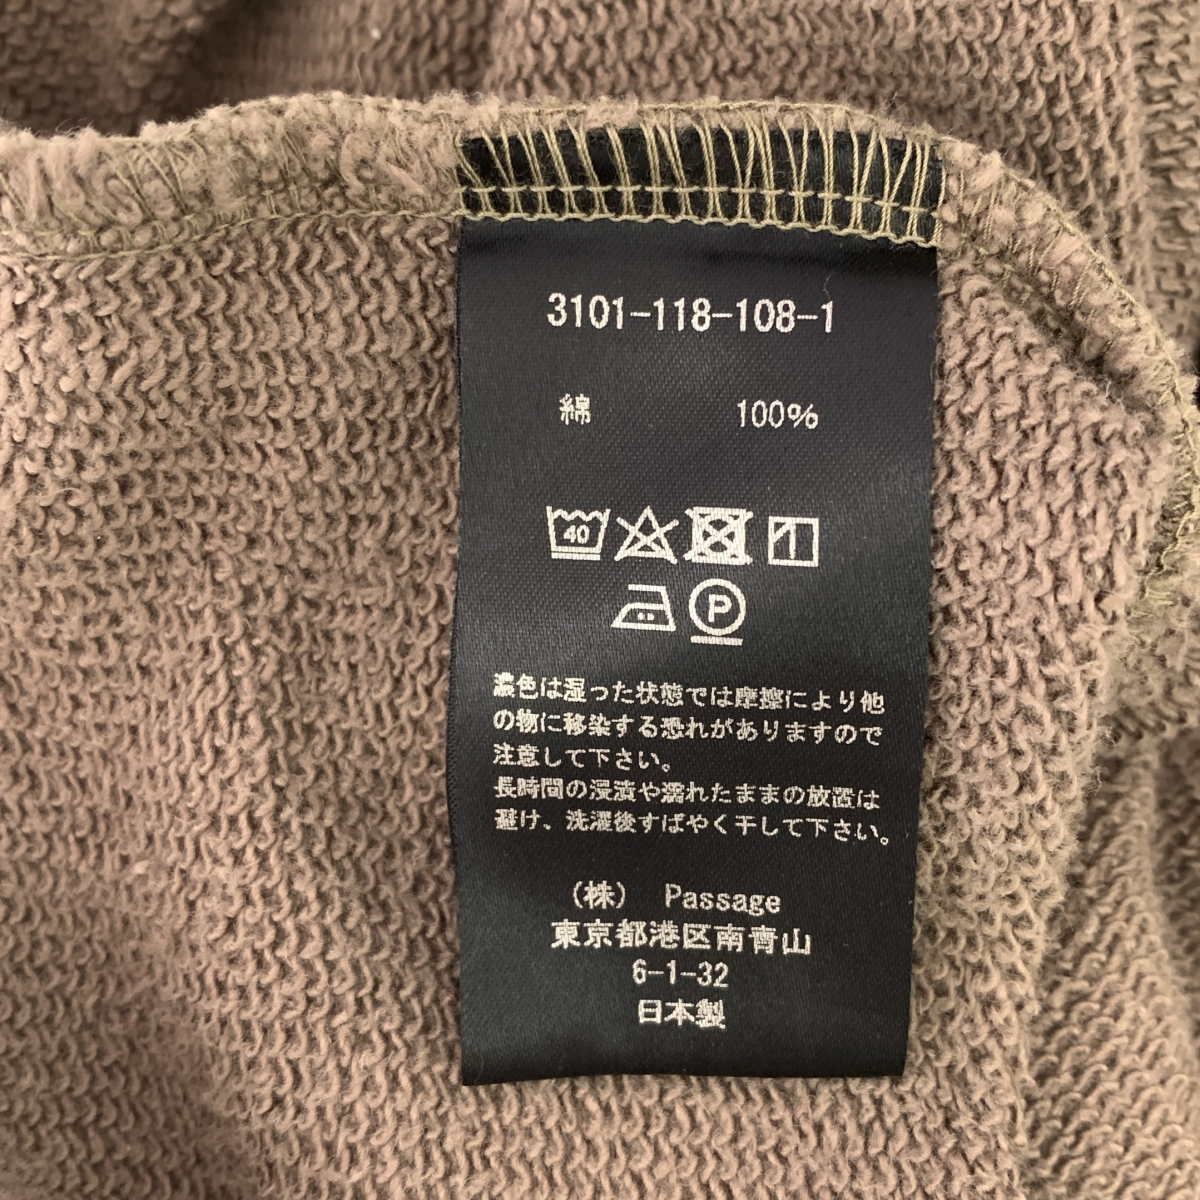 3101-118-108-1
綿 100%
40
P
濃色は湿った状態では摩擦により他
の物に移染する恐れがありますので
注意して下さい。
長時間の浸漬や濡れたままの放置は
避け、洗濯後すばやく干して下さい。
(株) Passage
東京都港区南青山
6-1-32
日本製